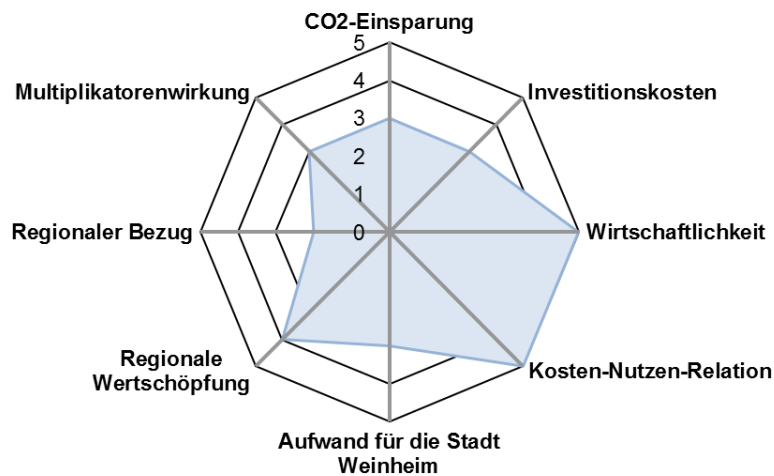 CO2-Einsparung
5
4
3
2
1
0
Multiplikatorenwirkung
Investitionskosten
Regionaler Bezug
Wirtschaftlichkeit
Regionale
Wertschöpfung
Kosten-Nutzen-Relation
Aufwand für die Stadt
Weinheim